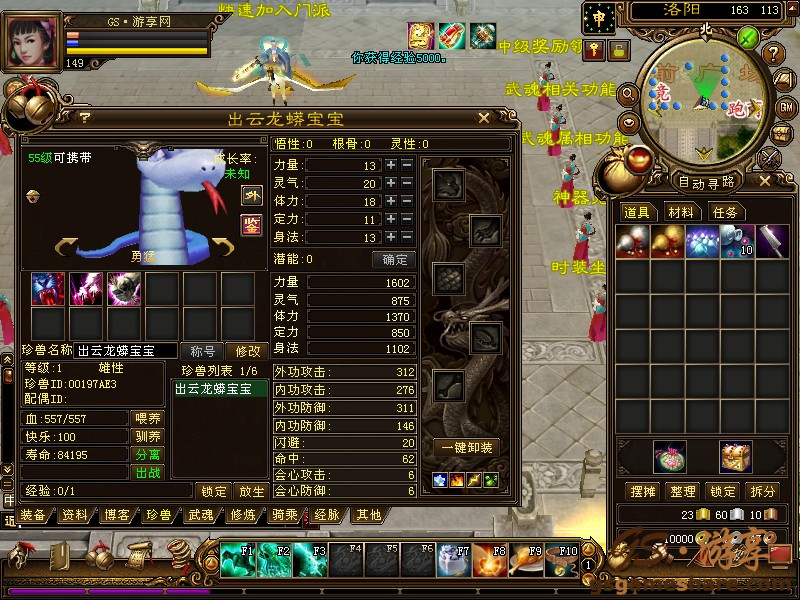 快速加入门派
GS·游享网
149
你获得经验5000。
中级奖励领
武魂相关功能
武魂属相功能
神器
时装坐
申
洛阳 163 113
北
GM
自动寻路
道具 材料 任务
10
摆摊 整理 锁定 拆分
23 60 10
出云龙蟒宝宝
55级可携带
成长率:
未知
外
鉴
勇猛
悟性:0 根骨:0 灵性:0
力量: 13
灵气: 20
体力: 18
定力: 11
身法: 13
潜能:0 确定
力量 1602
灵气 875
体力 1370
定力 850
身法 1102
外功攻击: 312
内功攻击: 276
外功防御: 311
内功防御: 146
闪避: 20
命中: 62
会心攻击: 6
会心防御: 6
一键卸装
珍兽名称 出云龙蟒宝宝 称号 修改
等级:1 雄性
珍兽ID:00197AE3
配偶ID:
珍兽列表 1/6
出云龙蟒宝宝
血:557/557 喂养
快乐:100 驯养
寿命:84195 分离
出战
经验:0/1 锁定 放生
装备 资料 博客 珍兽 武魂 修炼 骑乘 经脉 其他
F1 F2 F3 F4 F5 F6 F7 F8 F9 F10
1
GS·游享